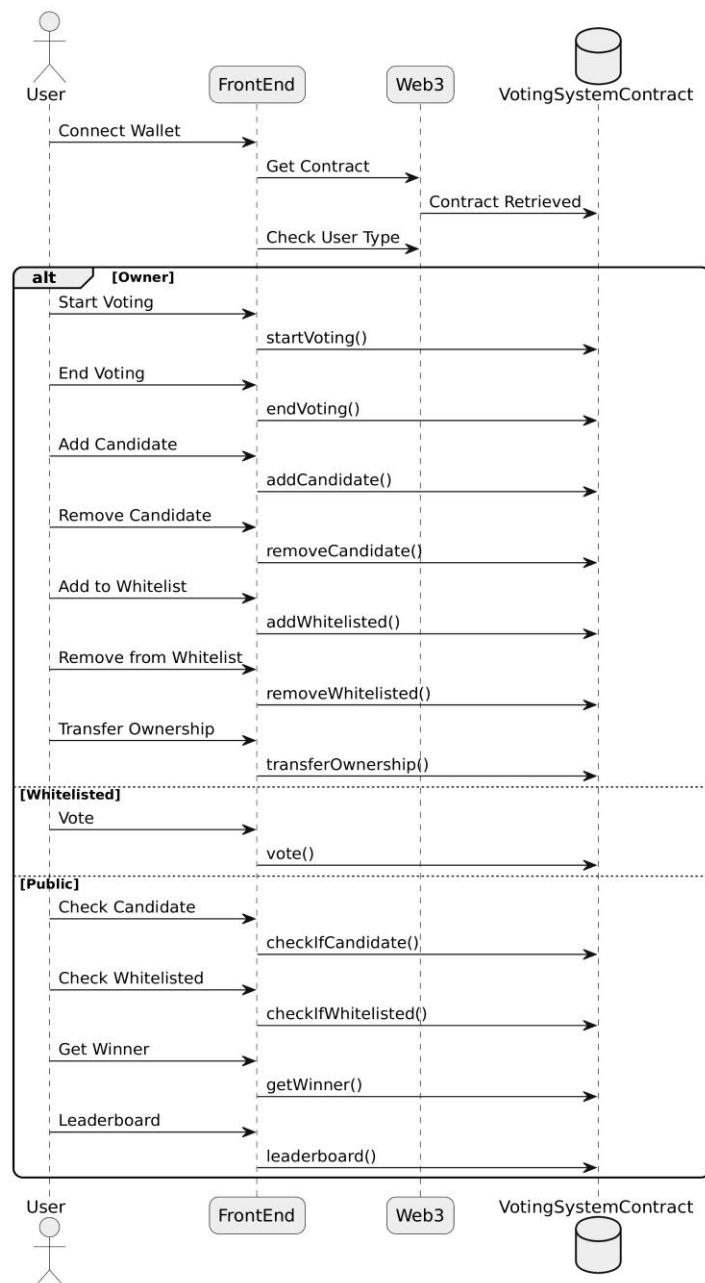 User
FrontEnd
Web3
VotingSystemContract
Connect Wallet
Get Contract
Contract Retrieved
Check User Type
alt [Owner]
Start Voting
startVoting()
End Voting
endVoting()
Add Candidate
addCandidate()
Remove Candidate
removeCandidate()
Add to Whitelist
addWhitelisted()
Remove from Whitelist
removeWhitelisted()
Transfer Ownership
transferOwnership()
[Whitelisted]
Vote
vote()
[Public]
Check Candidate
checkIfCandidate()
Check Whitelisted
checkIfWhitelisted()
Get Winner
getWinner()
Leaderboard
leaderboard()
User
FrontEnd
Web3
VotingSystemContract